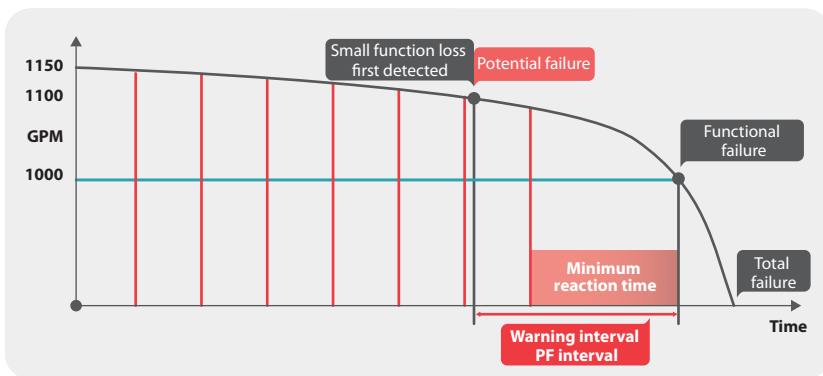 1150
1100
GPM
1000
Small function loss
first detected
Potential failure
Functional
failure
Minimum
reaction time
Total
failure
Time
Warning interval
PF interval